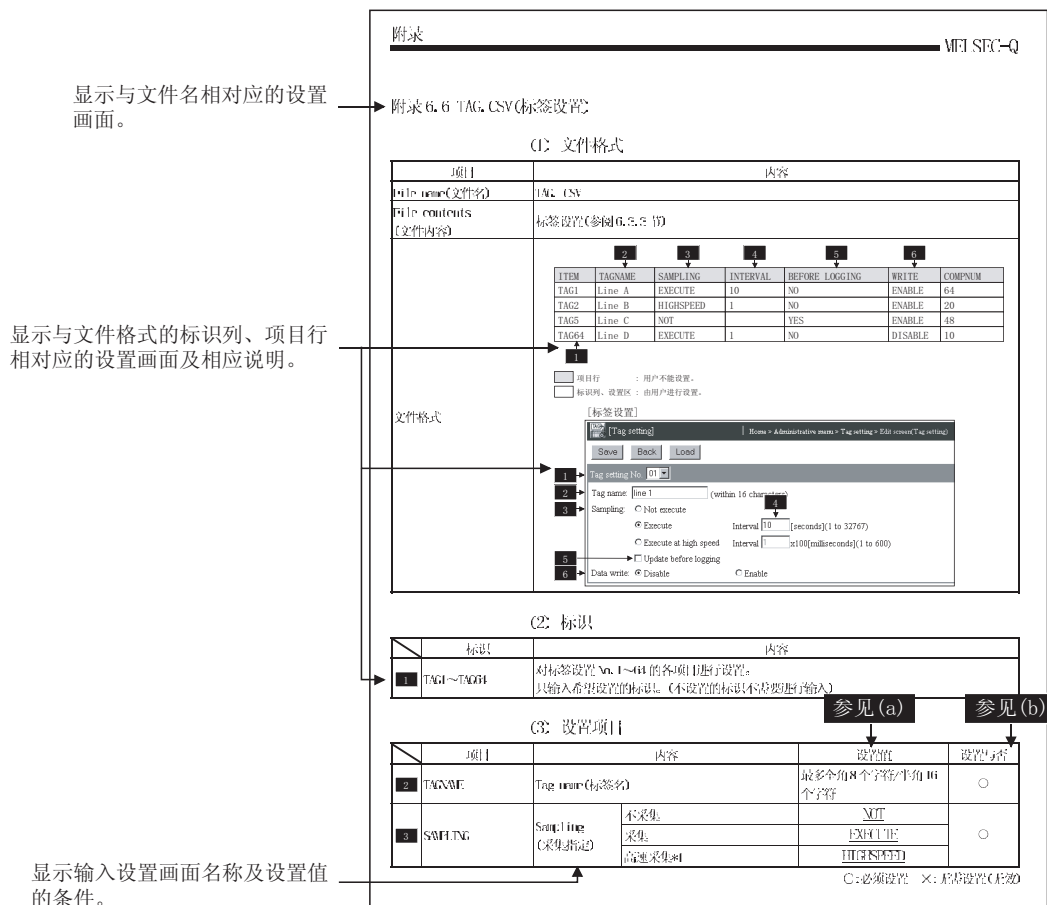 附录
MELSEC-Q
显示与文件名相对应的设置
画面。
附录 6.6 TAG.CSV(标签设置)
(1) 文件格式
项目 内容
File name(文件名) TAG. CSV
File contents
(文件内容)
标签设置(参阅 6.3.3 节)
2 3 4 5 6
ITEM TAGNAME SAMPLING INTERVAL BEFORE LOGGING WRITE COMPNUM
TAG1 Line A EXECUTE 10 NO ENABLE 64
TAG2 Line B HIGHSPEED 1 NO ENABLE 20
TAG5 Line C NOT YES ENABLE 48
TAG64 Line D EXECUTE 1 NO DISABLE 10
1
显示与文件格式的标识列、项目行
相对应的设置画面及相应说明。
项目行 : 用户不能设置。
标识列、设置区 : 由用户进行设置。
文件格式
[标签设置]
[Tag setting] Home > Administrative menu > Tag setting > Edit screen(Tag setting)
Save Back Load
1 Tag setting No. 01
2 Tag name: line 1 (within 16 characters)
4
3 Sampling: Not execute
Execute Interval 10 [seconds](1 to 32767)
Execute at high speed Interval 1 x100[milliseconds](1 to 600)
5 Update before logging
6 Data write: Disable Enable
(2) 标识
标识 内容
1 TAG1～TAG64
对标签设置 No.1～64 的各项目进行设置。
只输入希望设置的标识。(不设置的标识不需要进行输入)
参见(a) 参见(b)
(3) 设置项目
项目 内容 设置值 设置与否
2 TAGNAME Tag name(标签名) 最多全角 8 个字符/半角 16
个字符 ○
3 SAMPLING Sampling
(采集指定)
不采集 NOT
采集 EXECUTE ○
高速采集*1 HIGHSPEED
○:必须设置 ×:无需设置(无效)
显示输入设置画面名称及设置值
的条件。